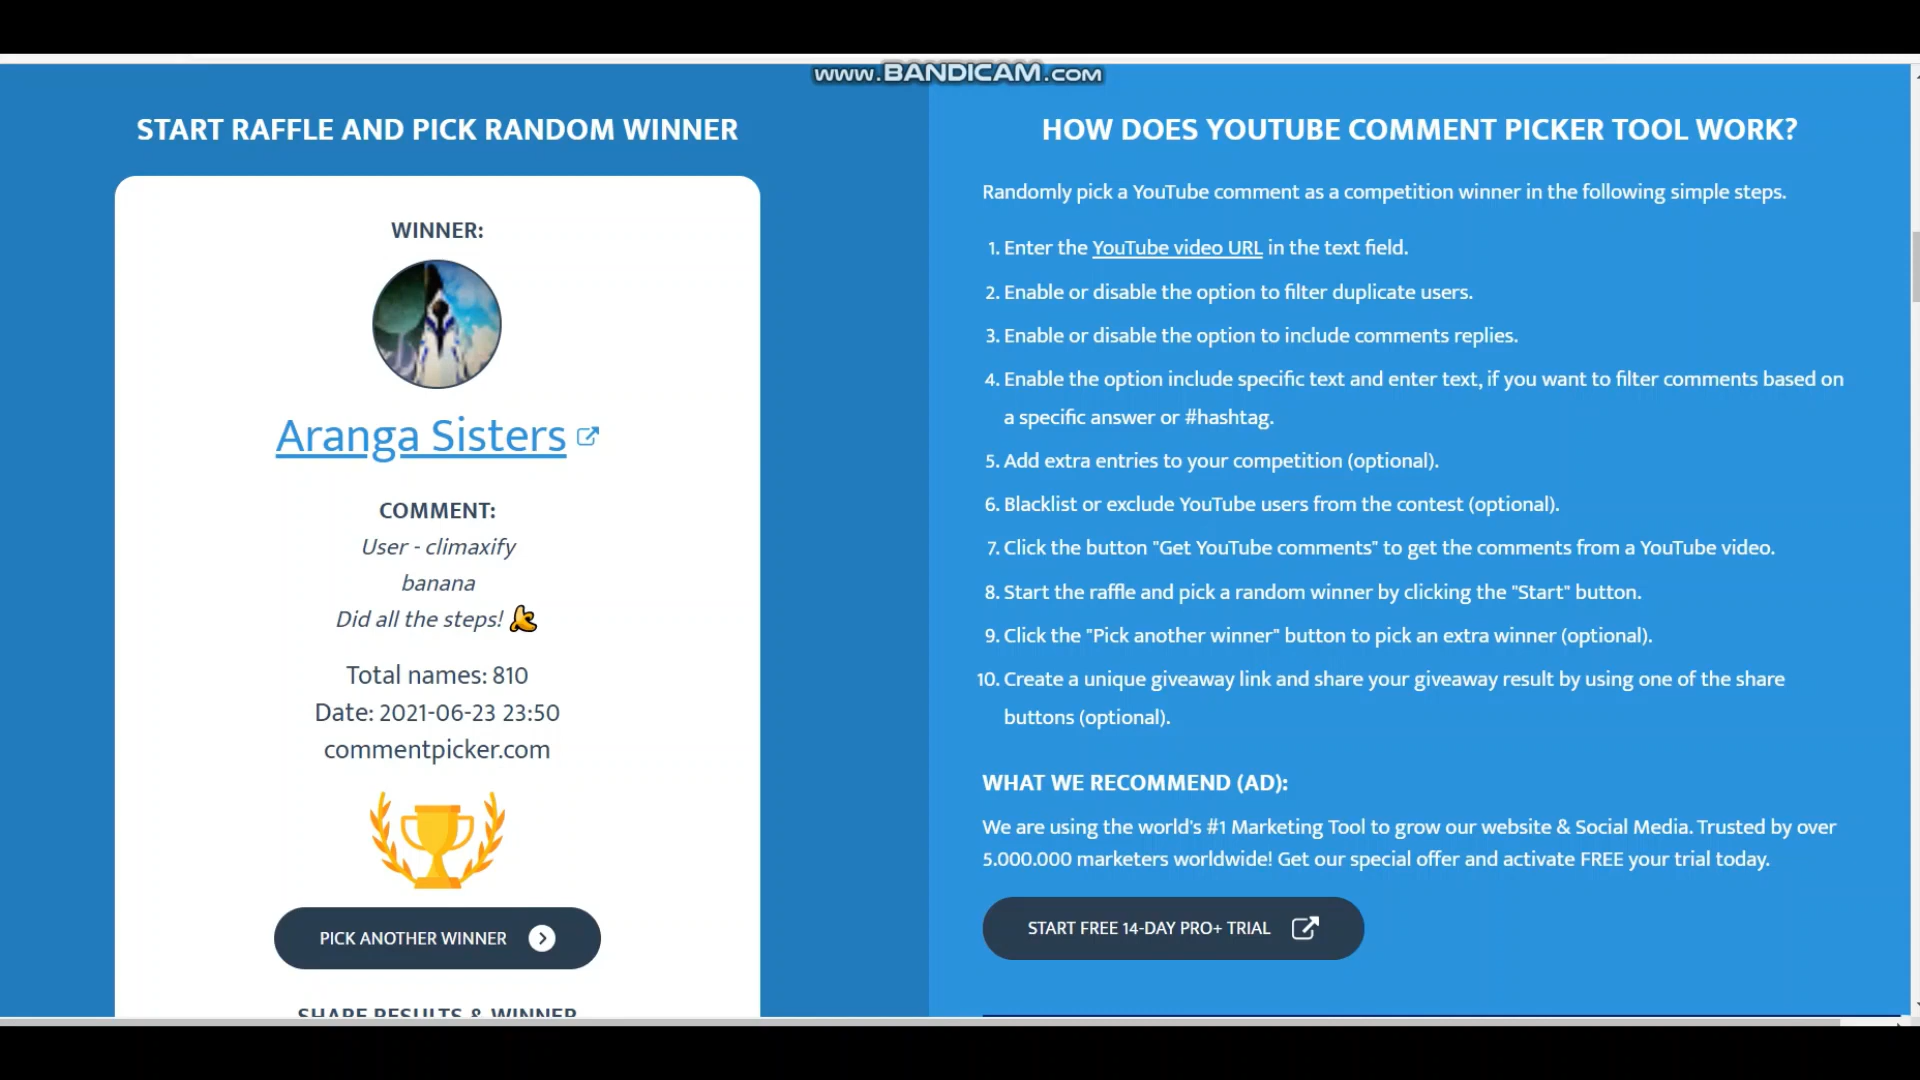 www.BANDICAM.com
START RAFFLE AND PICK RANDOM WINNER
WINNER:
Aranga Sisters
COMMENT:
User - climaxify
banana
Did all the steps!
Total names: 810
Date: 2021-06-23 23:50
commentpicker.com
PICK ANOTHER WINNER
SHARE RESULTS & WINNER
HOW DOES YOUTUBE COMMENT PICKER TOOL WORK?
Randomly pick a YouTube comment as a competition winner in the following simple steps.
1. Enter the YouTube video URL in the text field.
2. Enable or disable the option to filter duplicate users.
3. Enable or disable the option to include comments replies.
4. Enable the option include specific text and enter text, if you want to filter comments based on
a specific answer or #hashtag.
5. Add extra entries to your competition (optional).
6. Blacklist or exclude YouTube users from the contest (optional).
7. Click the button "Get YouTube comments" to get the comments from a YouTube video.
8. Start the raffle and pick a random winner by clicking the "Start" button.
9. Click the "Pick another winner" button to pick an extra winner (optional).
10. Create a unique giveaway link and share your giveaway result by using one of the share
buttons (optional).
WHAT WE RECOMMEND (AD):
We are using the world's #1 Marketing Tool to grow our website & Social Media. Trusted by over
5.000.000 marketers worldwide! Get our special offer and activate FREE your trial today.
START FREE 14-DAY PRO+ TRIAL